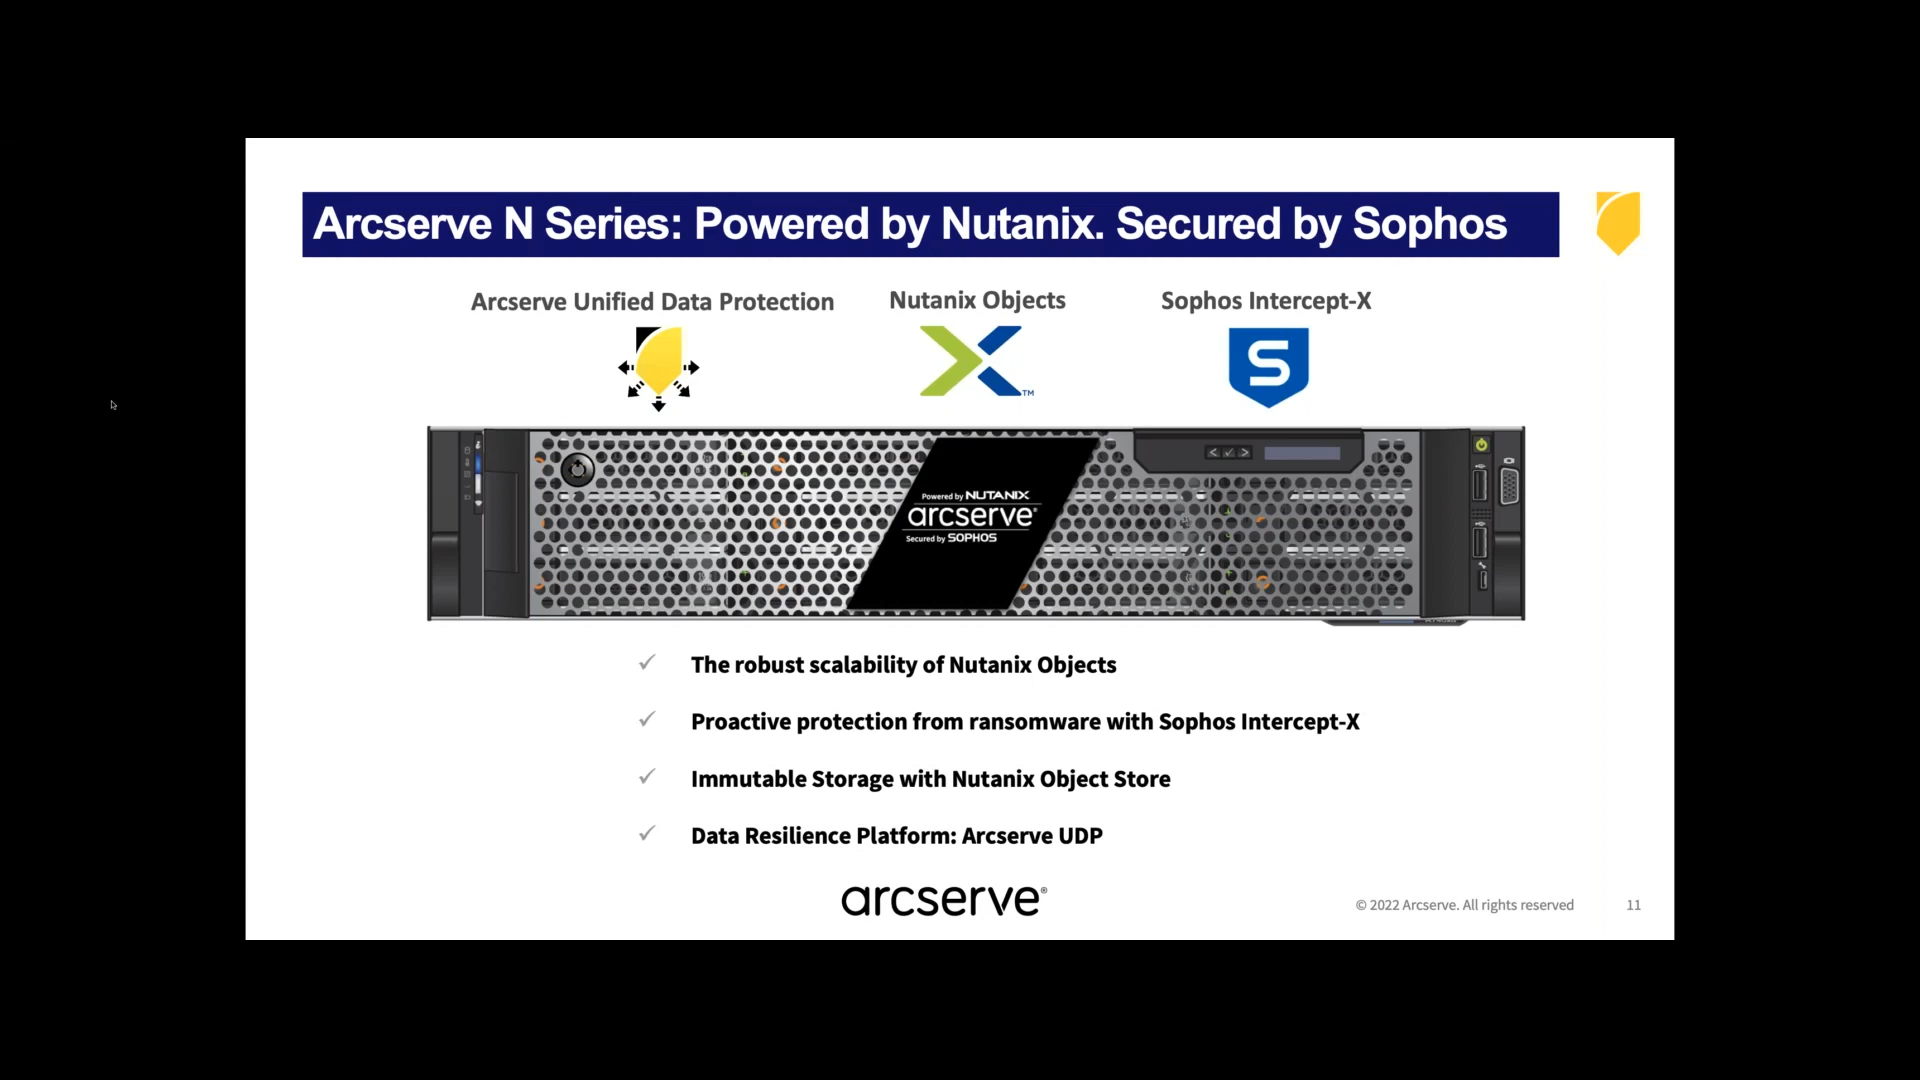 Arcserve N Series: Powered by Nutanix. Secured by Sophos
Arcserve Unified Data Protection
Nutanix Objects
Sophos Intercept-X
S
TM
Powered by NUTANIX
arcserve®
Secured by SOPHOS
The robust scalability of Nutanix Objects
Proactive protection from ransomware with Sophos Intercept-X
Immutable Storage with Nutanix Object Store
Data Resilience Platform: Arcserve UDP
arcserve®
© 2022 Arcserve. All rights reserved
11